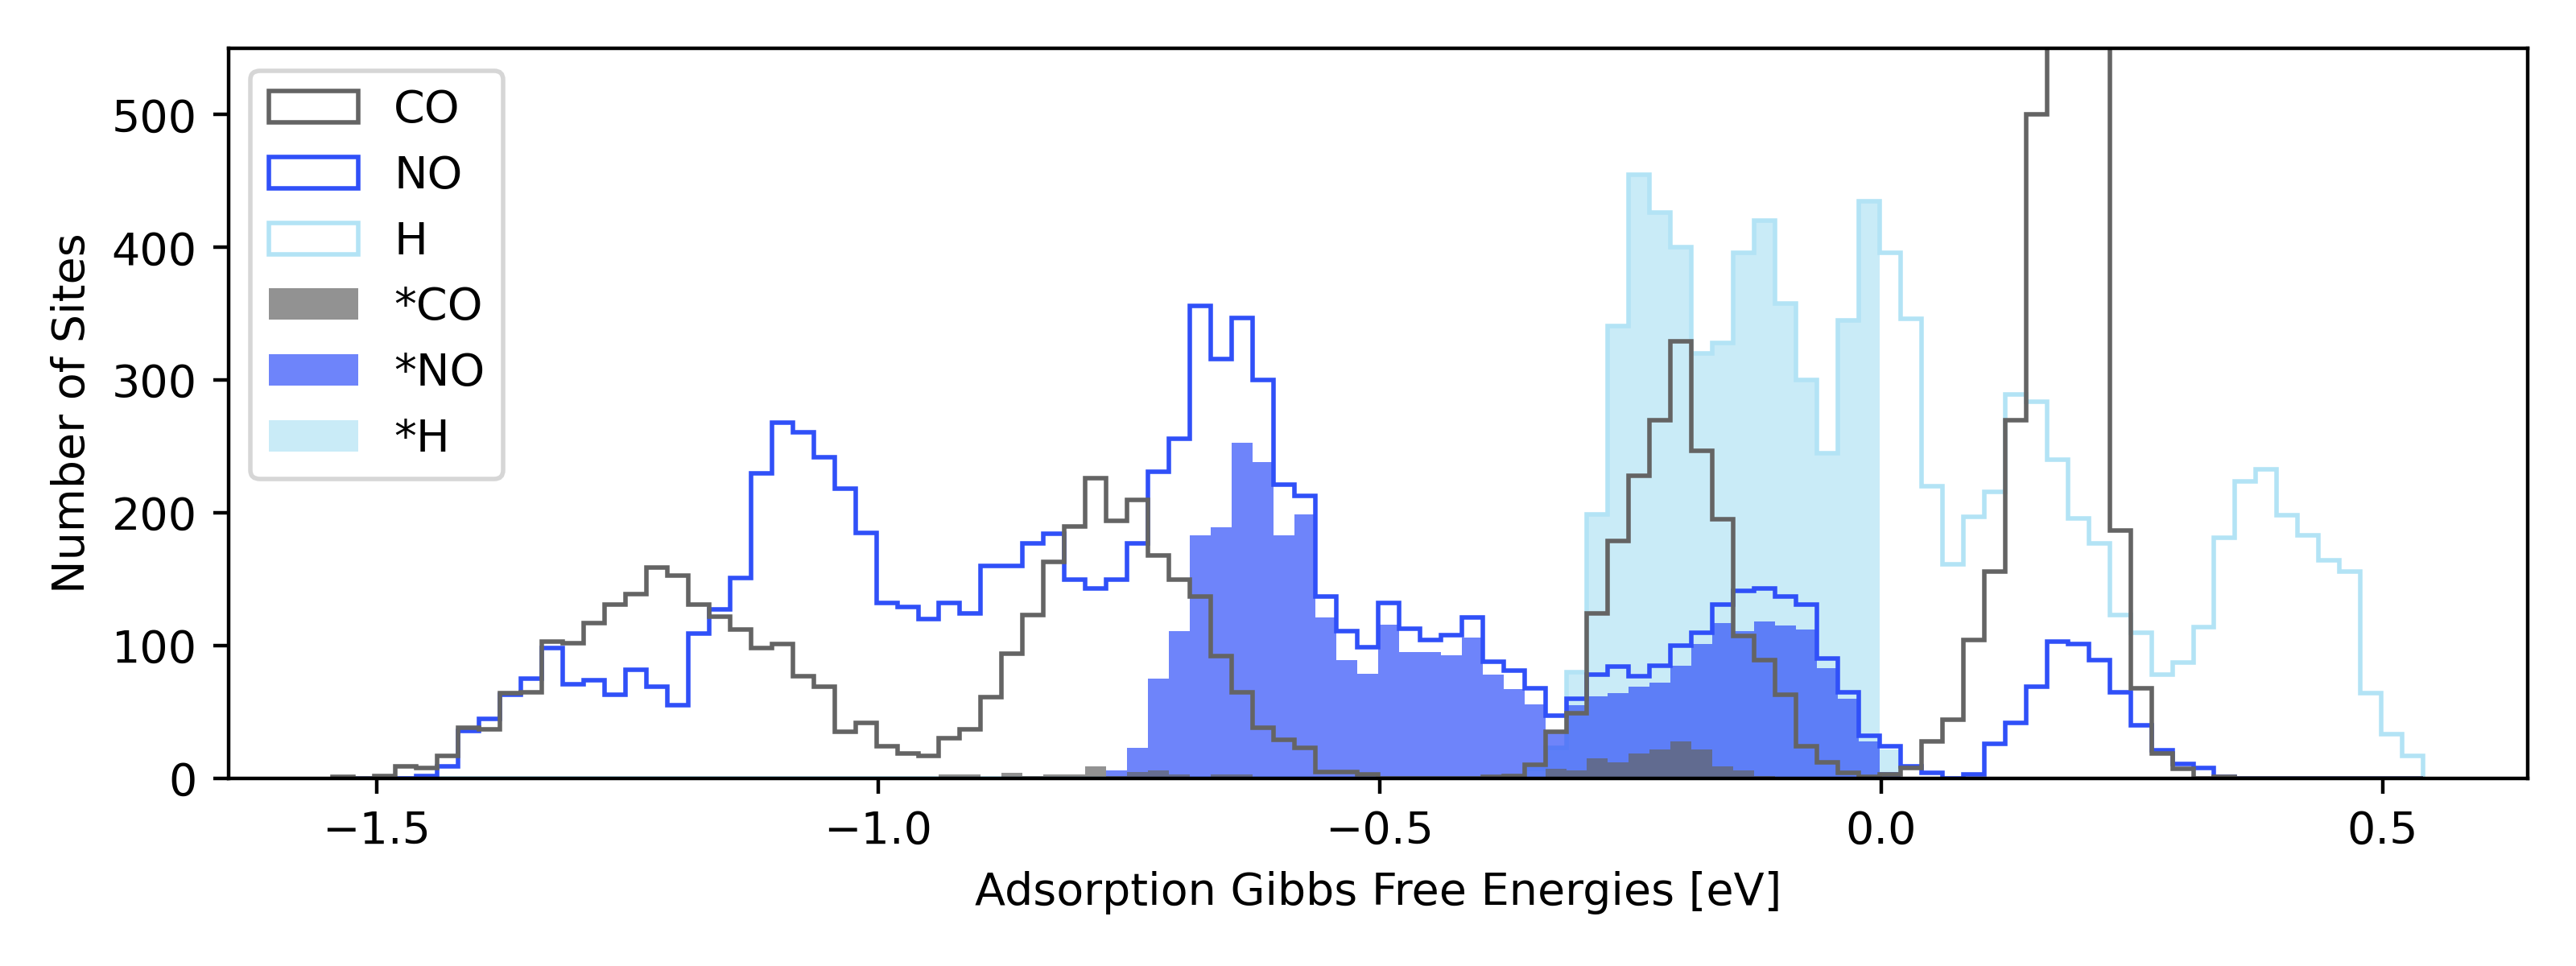 CO
NO
H
*CO
*NO
*H
500
400
300
200
100
0
Number of Sites
−1.5 −1.0 −0.5 0.0 0.5
Adsorption Gibbs Free Energies [eV]